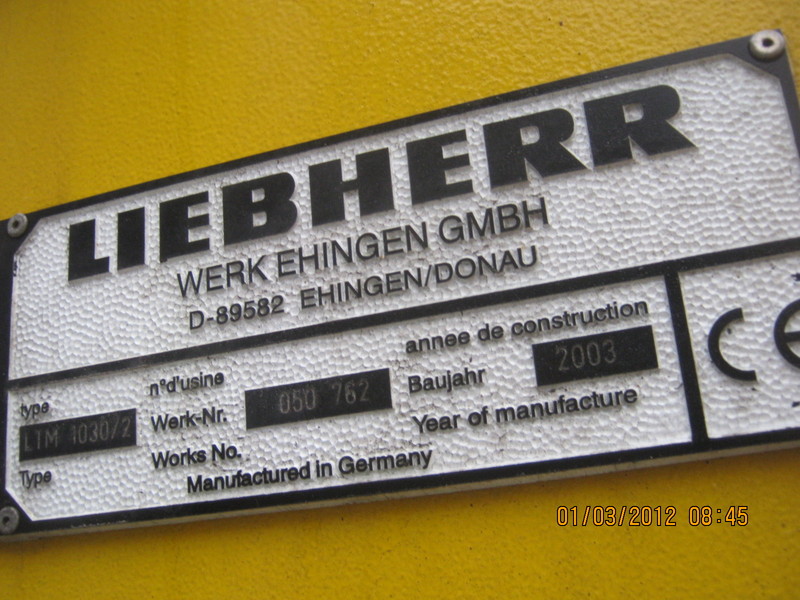 LIEBHERR
WERK EHINGEN GMBH
D-89582 EHINGEN/DONAU
type
LTM 1030/2
Type
n°d'usine
Werk-Nr. 050 762
Works No.
annee de construction
Baujahr 2003
Year of manufacture
Manufactured in Germany
CE
01/03/2012 08:45